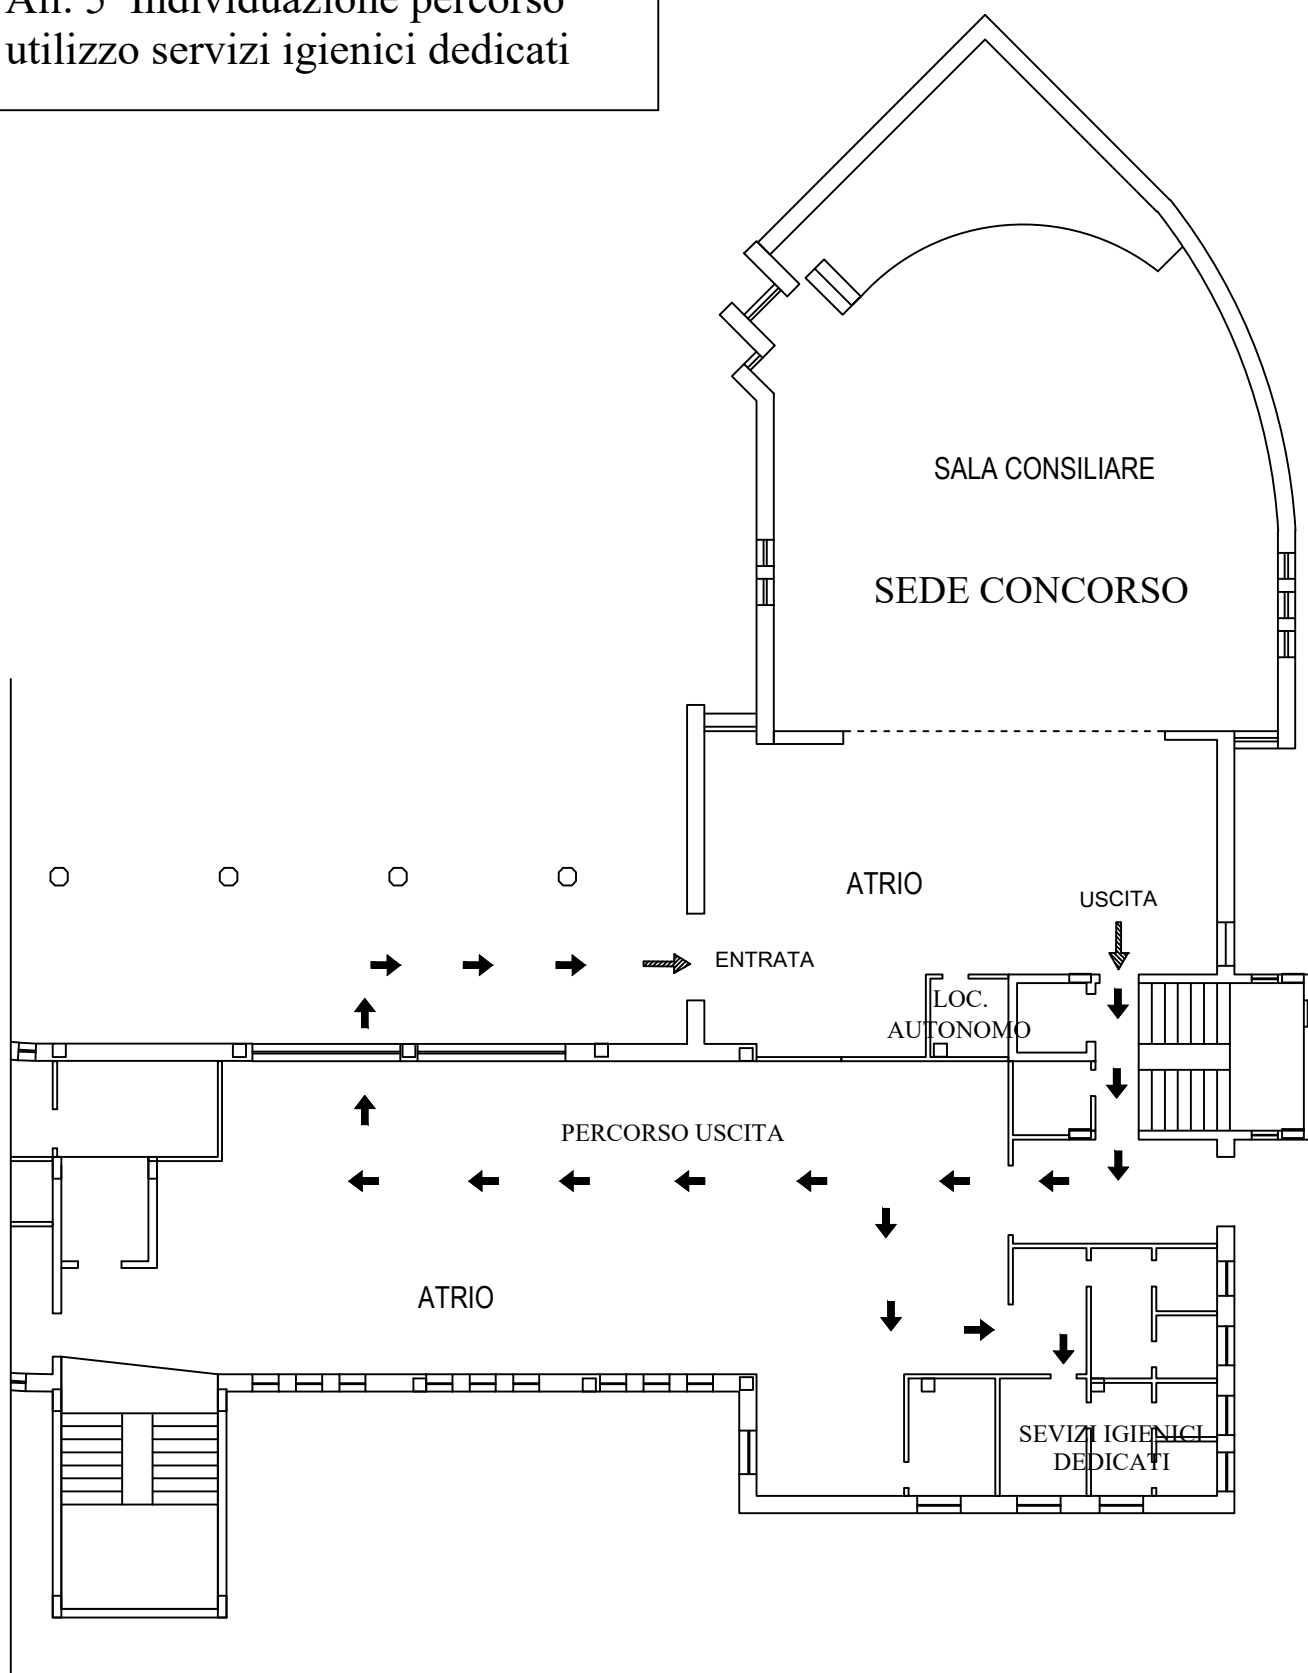 All. 5 Individuazione percorso
utilizzo servizi igienici dedicati
SALA CONSILIARE
SEDE CONCORSO
ATRIO
USCITA
ENTRATA
LOC.
AUTONOMO
PERCORSO USCITA
ATRIO
SEVIZI IGIENICI
DEDICATI